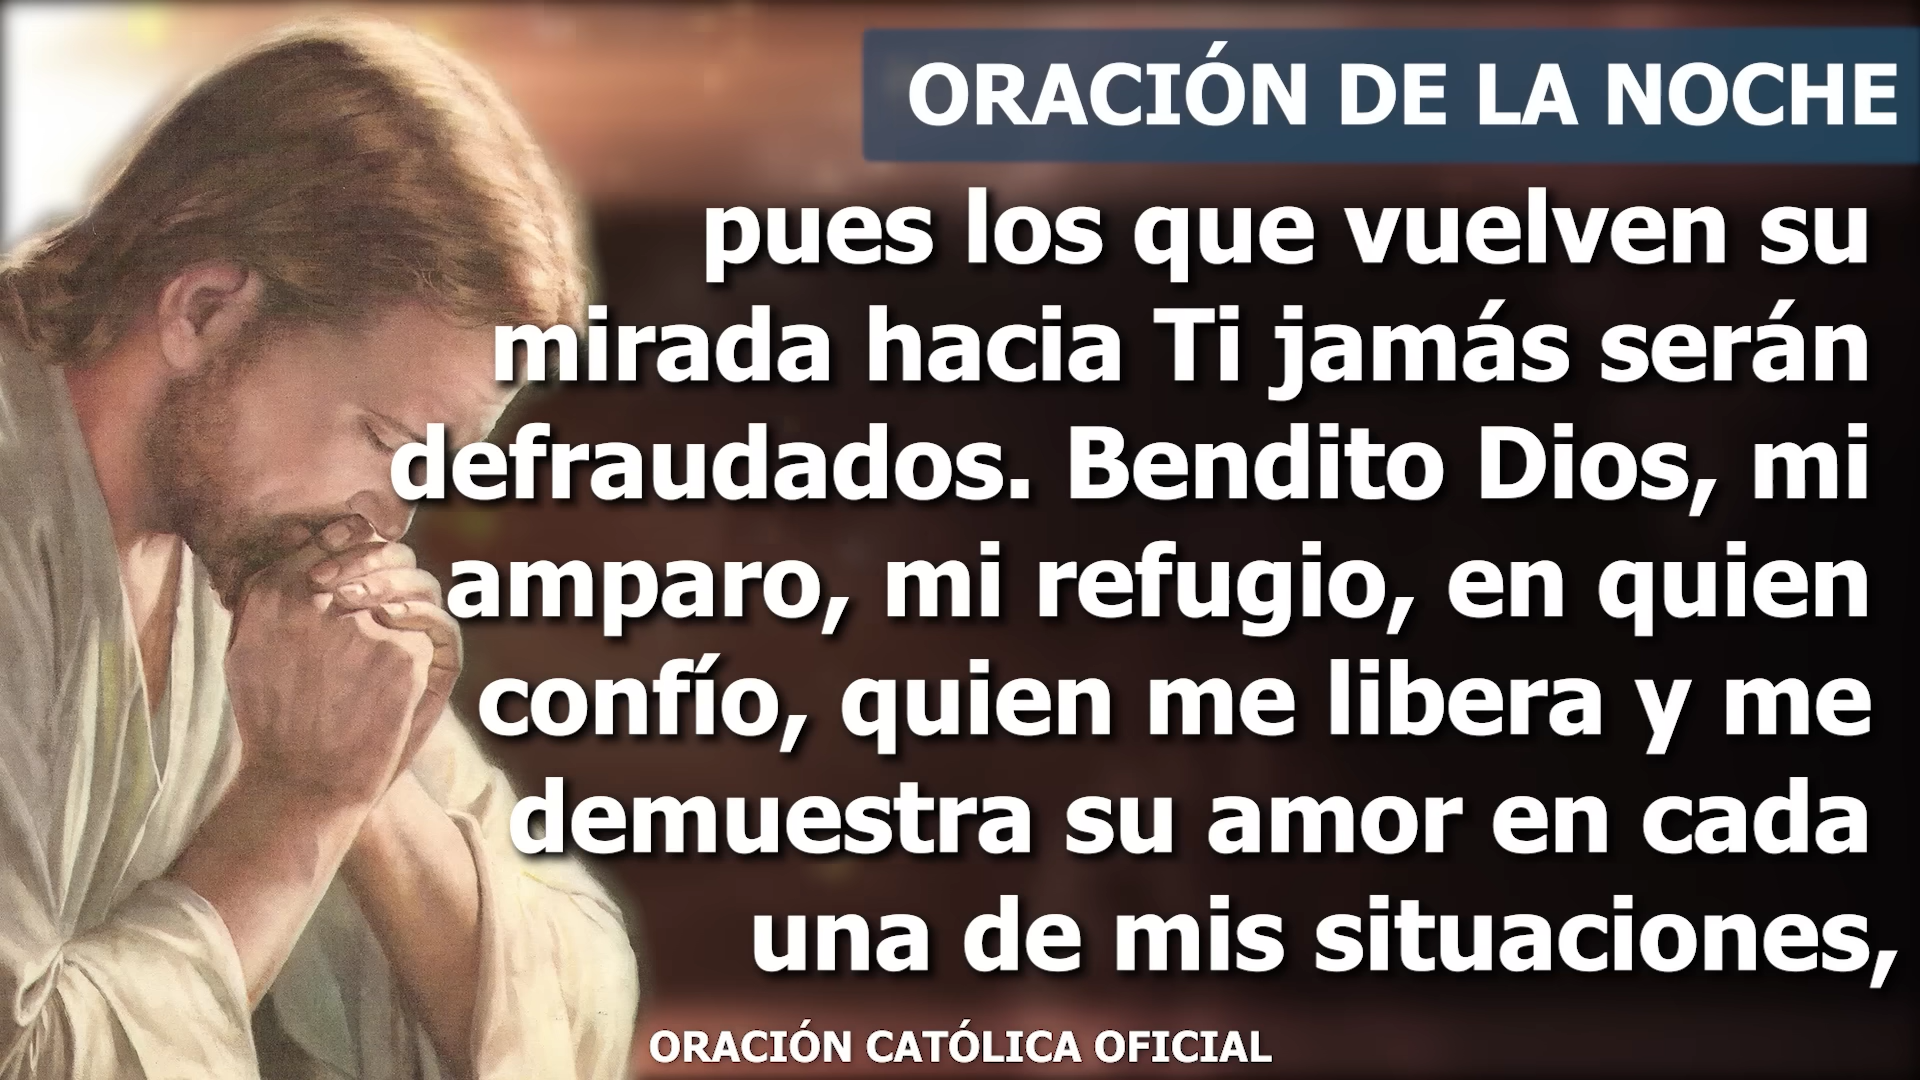 ORACIÓN DE LA NOCHE
pues los que vuelven su
mirada hacia Ti jamás serán
defraudados. Bendito Dios, mi
amparo, mi refugio, en quien
confío, quien me libera y me
demuestra su amor en cada
una de mis situaciones,
ORACIÓN CATÓLICA OFICIAL